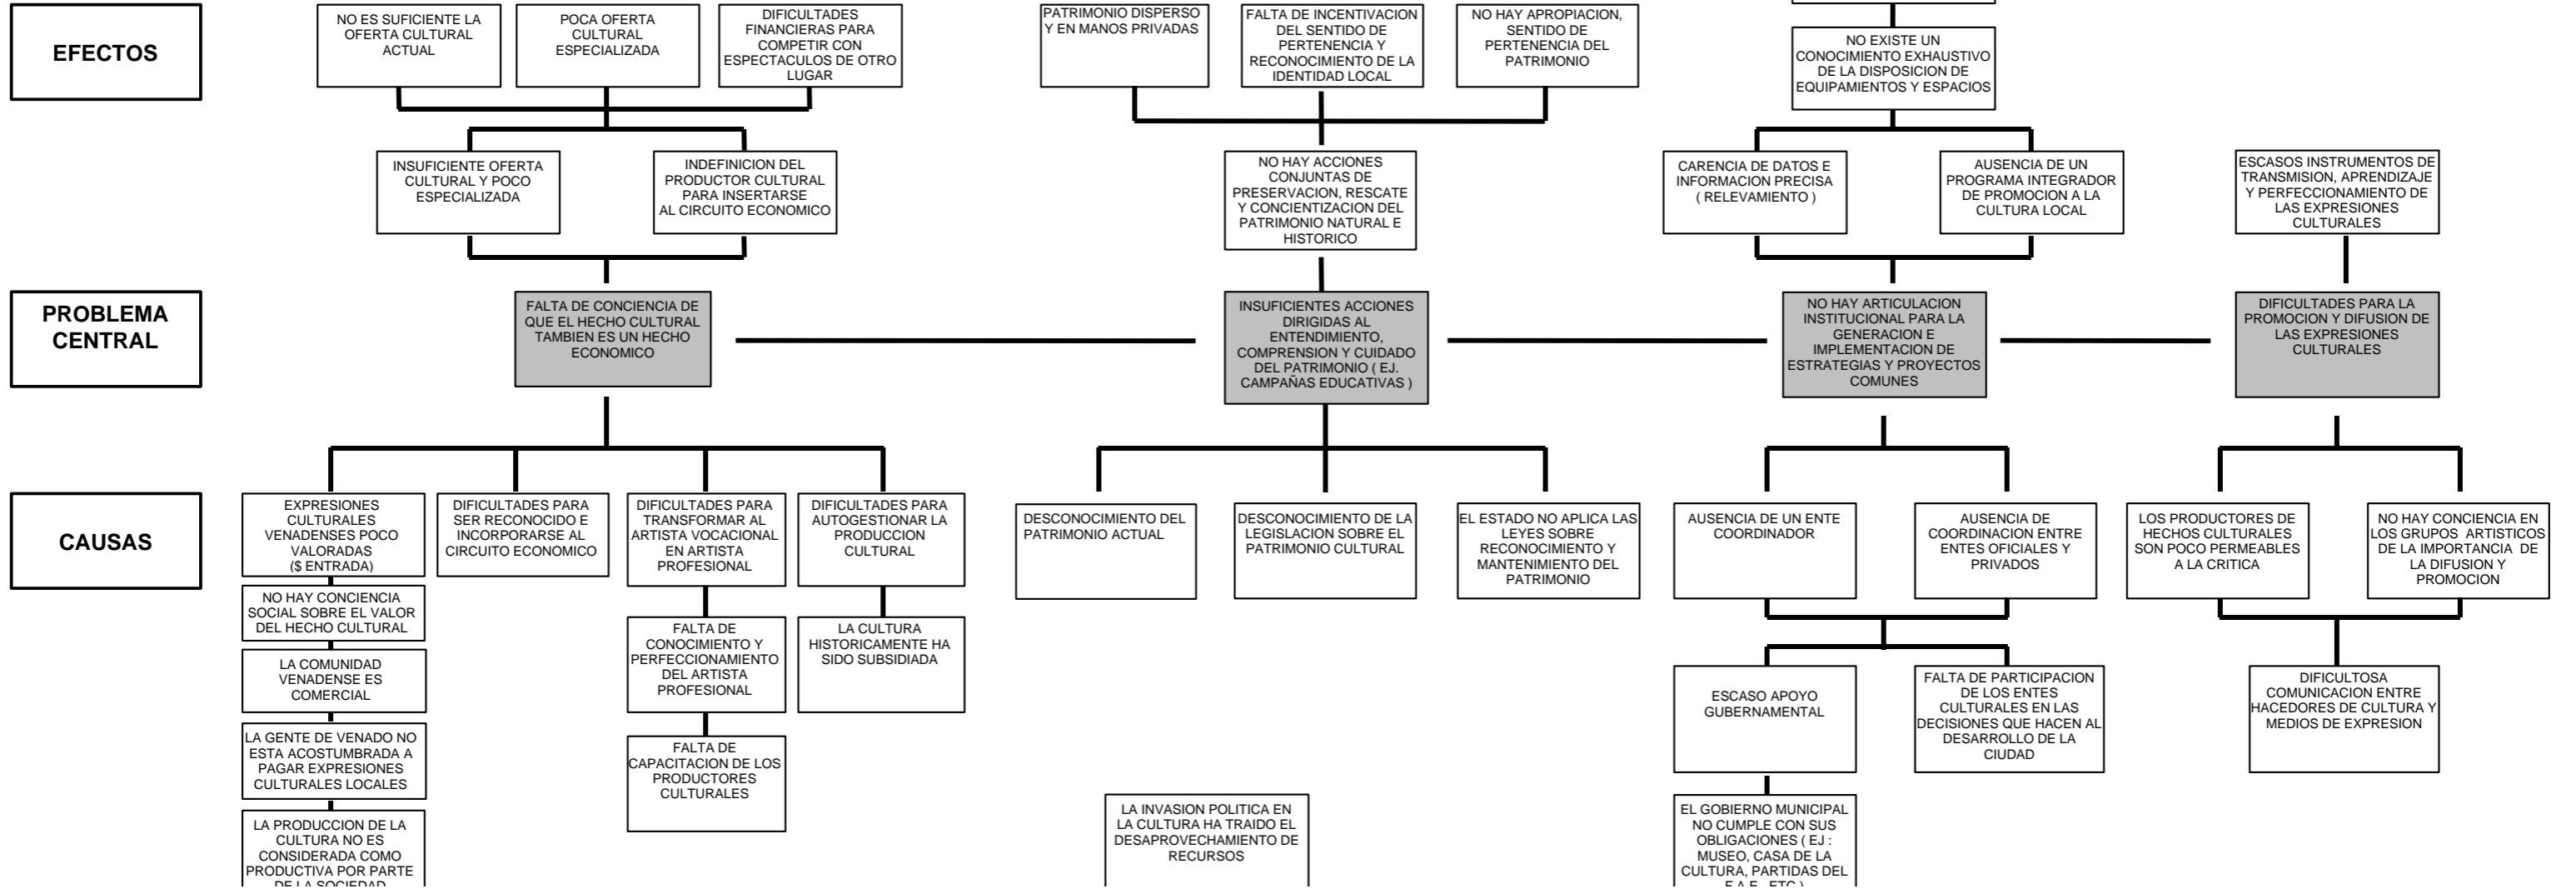 EFECTOS
NO ES SUFICIENTE LA
OFERTA CULTURAL
ACTUAL
POCA OFERTA
CULTURAL
ESPECIALIZADA
DIFICULTADES
FINANCIERAS PARA
COMPETIR CON
ESPECTACULOS DE OTRO
LUGAR
PATRIMONIO DISPERSO
Y EN MANOS PRIVADAS
FALTA DE INCENTIVACION
DEL SENTIDO DE
PERTENENCIA Y
RECONOCIMIENTO DE LA
IDENTIDAD LOCAL
NO HAY APROPIACION,
SENTIDO DE
PERTENENCIA DEL
PATRIMONIO
NO EXISTE UN
CONOCIMIENTO EXHAUSTIVO
DE LA DISPOSICION DE
EQUIPAMIENTOS Y ESPACIOS
INSUFICIENTE OFERTA
CULTURAL Y POCO
ESPECIALIZADA
INDEFINICION DEL
PRODUCTOR CULTURAL
PARA INSERTARSE
AL CIRCUITO ECONOMICO
NO HAY ACCIONES
CONJUNTAS DE
PRESERVACION, RESCATE
Y CONCIENTIZACION DEL
PATRIMONIO NATURAL E
HISTORICO
CARENCIA DE DATOS E
INFORMACION PRECISA
( RELEVAMIENTO )
AUSENCIA DE UN
PROGRAMA INTEGRADOR
DE PROMOCION A LA
CULTURA LOCAL
ESCASOS INSTRUMENTOS DE
TRANSMISION, APRENDIZAJE
Y PERFECCIONAMIENTO DE
LAS EXPRESIONES
CULTURALES
PROBLEMA
CENTRAL
FALTA DE CONCIENCIA DE
QUE EL HECHO CULTURAL
TAMBIEN ES UN HECHO
ECONOMICO
INSUFICIENTES ACCIONES
DIRIGIDAS AL
ENTENDIMIENTO,
COMPRENSION Y CUIDADO
DEL PATRIMONIO ( EJ.
CAMPAÑAS EDUCATIVAS )
NO HAY ARTICULACION
INSTITUCIONAL PARA LA
GENERACION E
IMPLEMENTACION DE
ESTRATEGIAS Y PROYECTOS
COMUNES
DIFICULTADES PARA LA
PROMOCION Y DIFUSION DE
LAS EXPRESIONES
CULTURALES
CAUSAS
EXPRESIONES
CULTURALES
VENADENSES POCO
VALORADAS
($ ENTRADA)
DIFICULTADES PARA
SER RECONOCIDO E
INCORPORARSE AL
CIRCUITO ECONOMICO
DIFICULTADES PARA
TRANSFORMAR AL
ARTISTA VOCACIONAL
EN ARTISTA
PROFESIONAL
DIFICULTADES PARA
AUTOGESTIONAR LA
PRODUCCION
CULTURAL
DESCONOCIMIENTO DEL
PATRIMONIO ACTUAL
DESCONOCIMIENTO DE LA
LEGISLACION SOBRE EL
PATRIMONIO CULTURAL
EL ESTADO NO APLICA LAS
LEYES SOBRE
RECONOCIMIENTO Y
MANTENIMIENTO DEL
PATRIMONIO
AUSENCIA DE UN ENTE
COORDINADOR
AUSENCIA DE
COORDINACION ENTRE
ENTES OFICIALES Y
PRIVADOS
LOS PRODUCTORES DE
HECHOS CULTURALES
SON POCO PERMEABLES
A LA CRITICA
NO HAY CONCIENCIA EN
LOS GRUPOS ARTISTICOS
DE LA IMPORTANCIA DE
LA DIFUSION Y
PROMOCION
NO HAY CONCIENCIA
SOCIAL SOBRE EL VALOR
DEL HECHO CULTURAL
FALTA DE
CONOCIMIENTO Y
PERFECCIONAMIENTO
DEL ARTISTA
PROFESIONAL
LA CULTURA
HISTORICAMENTE HA
SIDO SUBSIDIADA
LA COMUNIDAD
VENADENSE ES
COMERCIAL
ESCASO APOYO
GUBERNAMENTAL
FALTA DE PARTICIPACION
DE LOS ENTES
CULTURALES EN LAS
DECISIONES QUE HACEN AL
DESARROLLO DE LA
CIUDAD
DIFICULTOSA
COMUNICACION ENTRE
HACEDORES DE CULTURA Y
MEDIOS DE EXPRESION
LA GENTE DE VENADO NO
ESTA ACOSTUMBRADA A
PAGAR EXPRESIONES
CULTURALES LOCALES
FALTA DE
CAPACITACION DE LOS
PRODUCTORES
CULTURALES
LA INVASION POLITICA EN
LA CULTURA HA TRAIDO EL
DESAPROVECHAMIENTO DE
RECURSOS
EL GOBIERNO MUNICIPAL
NO CUMPLE CON SUS
OBLIGACIONES ( EJ :
MUSEO, CASA DE LA
CULTURA, PARTIDAS DEL
LA PRODUCCION DE LA
CULTURA NO ES
CONSIDERADA COMO
PRODUCTIVA POR PARTE
DE LA SOCIEDAD